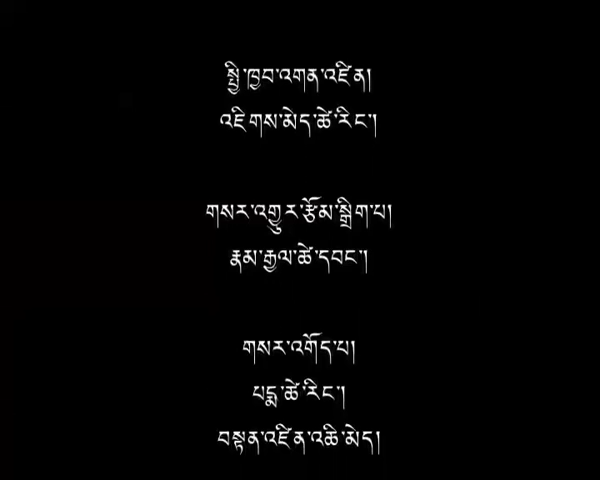 སྤྱི་ཁྱབ་འགན་འཛིན།
འཇིགས་མེད་ཚེ་རིང་།
གསར་འགྱུར་རྩོམ་སྒྲིག་པ།
རྣམ་རྒྱལ་ཚེ་དབང་།
གསར་འགོད་པ།
པདྨ་ཚེ་རིང་།
བསྟན་འཛིན་འཆི་མེད།